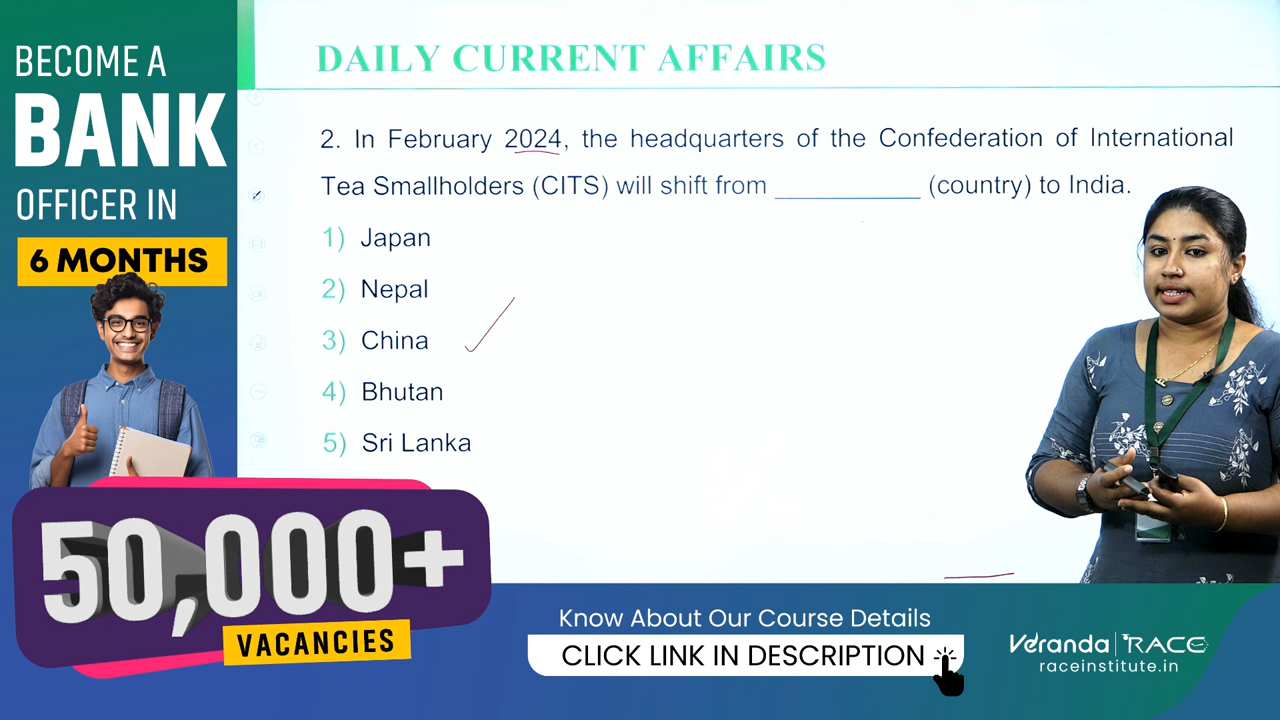 BECOME A
BANK
OFFICER IN
6 MONTHS
50,000+
VACANCIES
DAILY CURRENT AFFAIRS
2. In February 2024, the headquarters of the Confederation of International
Tea Smallholders (CITS) will shift from ____________ (country) to India.
1) Japan
2) Nepal
3) China
4) Bhutan
5) Sri Lanka
Know About Our Course Details
CLICK LINK IN DESCRIPTION
Veranda | RACE
raceinstitute.in